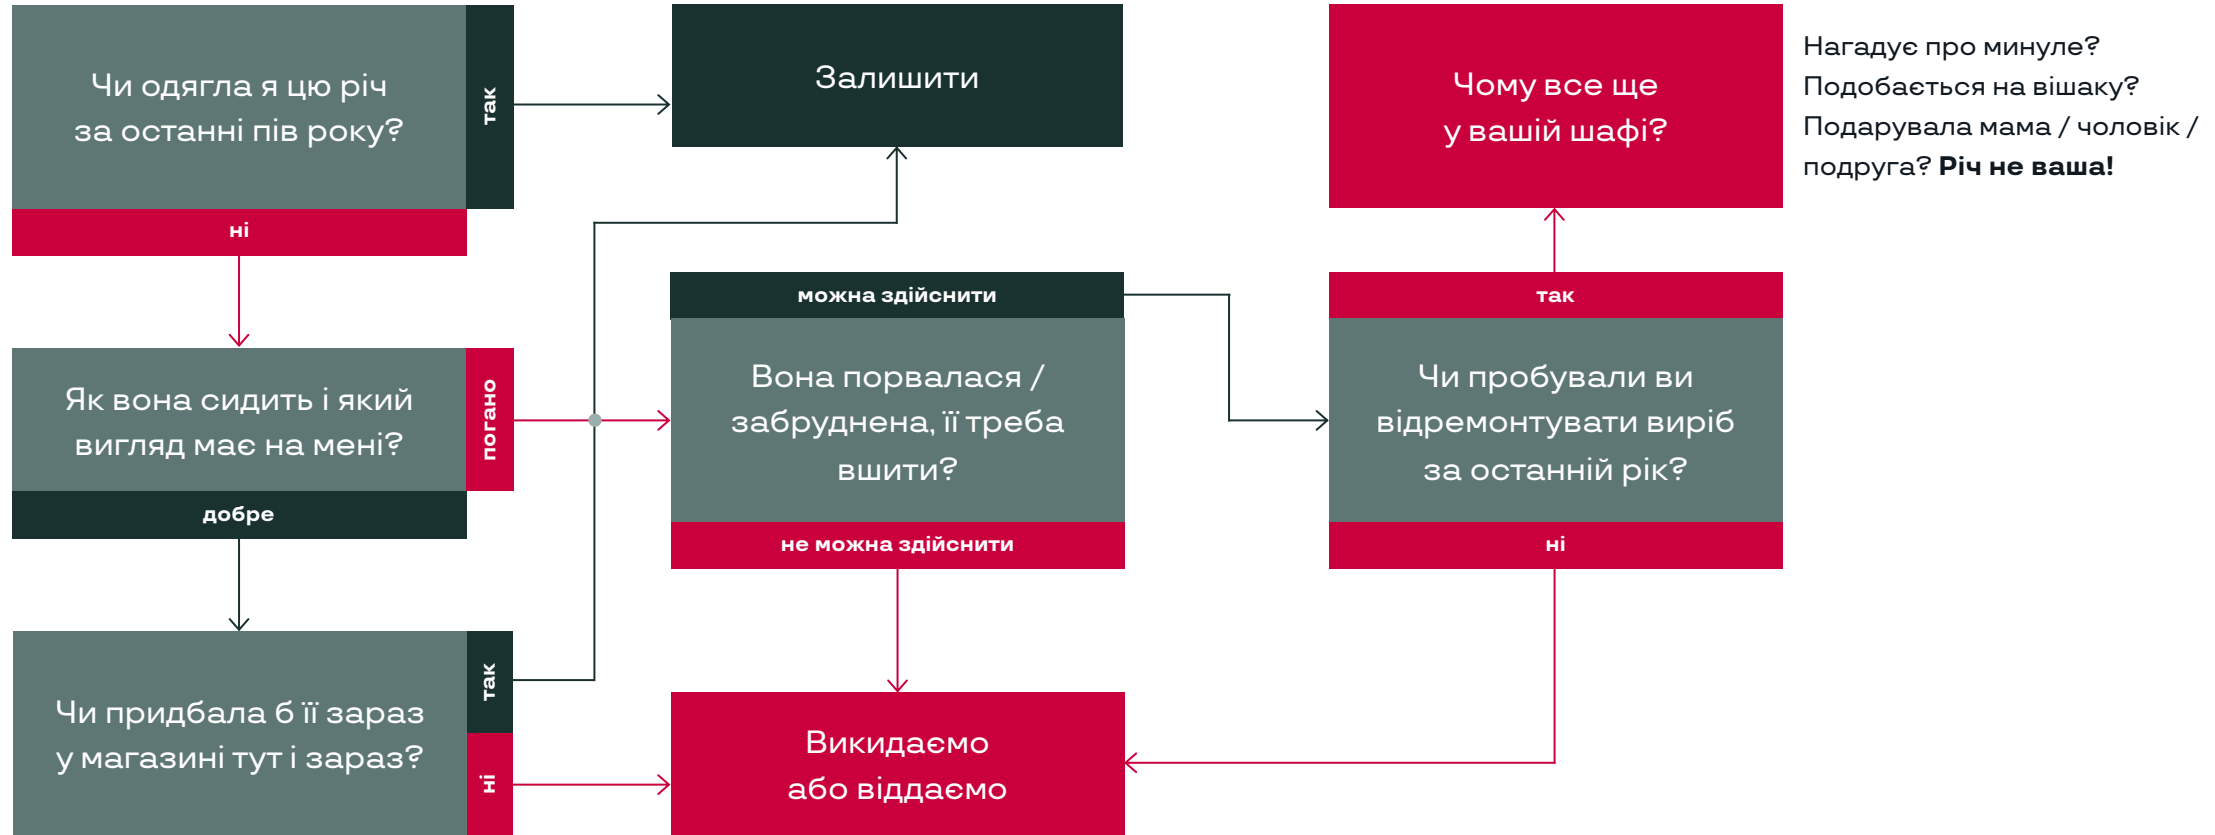 Чи одягла я цю річ
за останні пів року?
так
ні
Залишити
Чому все ще
у вашій шафі?
Нагадує про минуле?
Подобається на вішаку?
Подарувала мама / чоловік /
подруга? Річ не ваша!
Як вона сидить і який
вигляд має на мені?
погано
добре
можна здійснити
Вона порвалася /
забруднена, її треба
вшити?
не можна здійснити
так
Чи пробували ви
відремонтувати виріб
за останній рік?
ні
Чи придбала б її зараз
у магазині тут і зараз?
так
ні
Викидаємо
або віддаємо